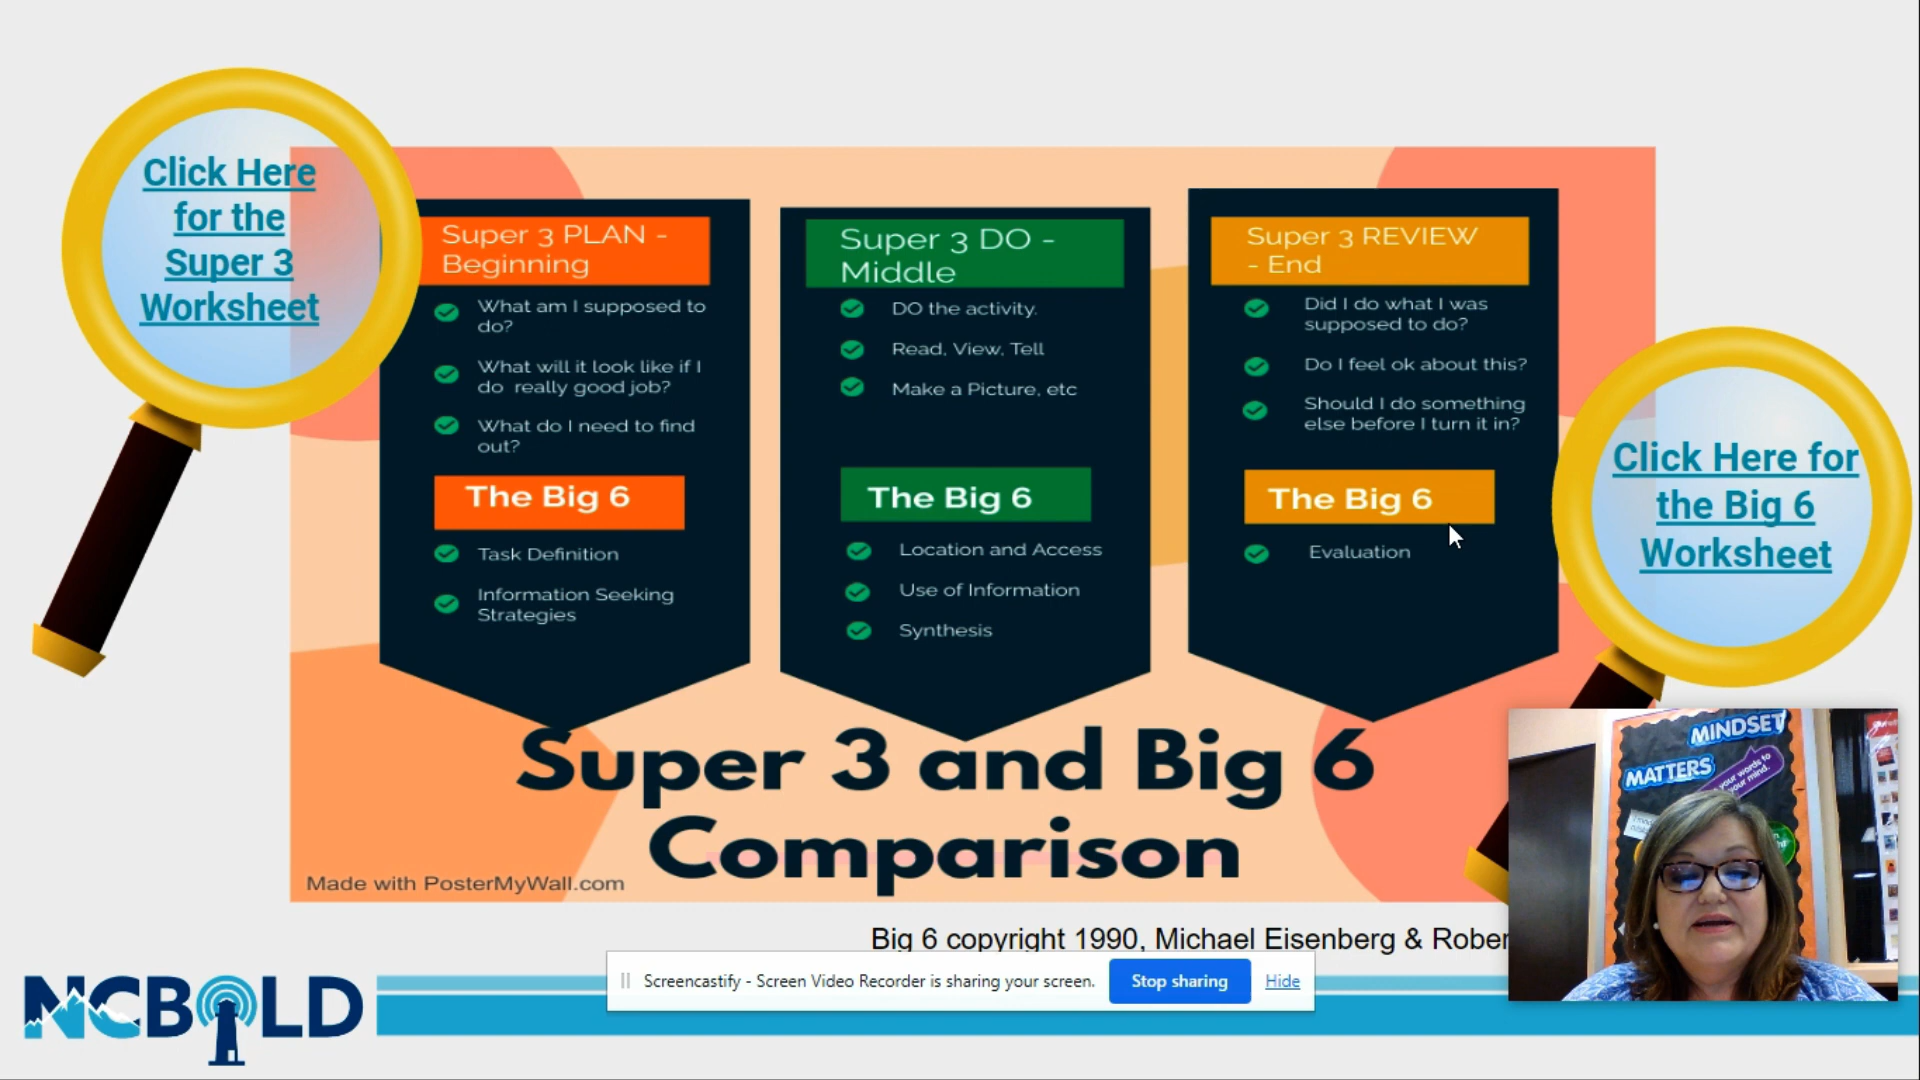 Click Here
for the
Super 3
Worksheet
Super 3 PLAN -
Beginning
What am I supposed to
do?
What will it look like if I
do really good job?
What do I need to find
out?
The Big 6
Task Definition
Information Seeking
Strategies
Super 3 DO -
Middle
DO the activity.
Read, View, Tell
Make a Picture, etc
The Big 6
Location and Access
Use of Information
Synthesis
Super 3 REVIEW
- End
Did I do what I was
supposed to do?
Do I feel ok about this?
Should I do something
else before I turn it in?
The Big 6
Evaluation
Click Here for
the Big 6
Worksheet
Super 3 and Big 6
Comparison
Made with PosterMyWall.com
MINDSET
MATTERS
your words to
your mind.
Big 6 copyright 1990, Michael Eisenberg & Rober
Screencastify - Screen Video Recorder is sharing your screen.
Stop sharing
Hide
NCBOLD